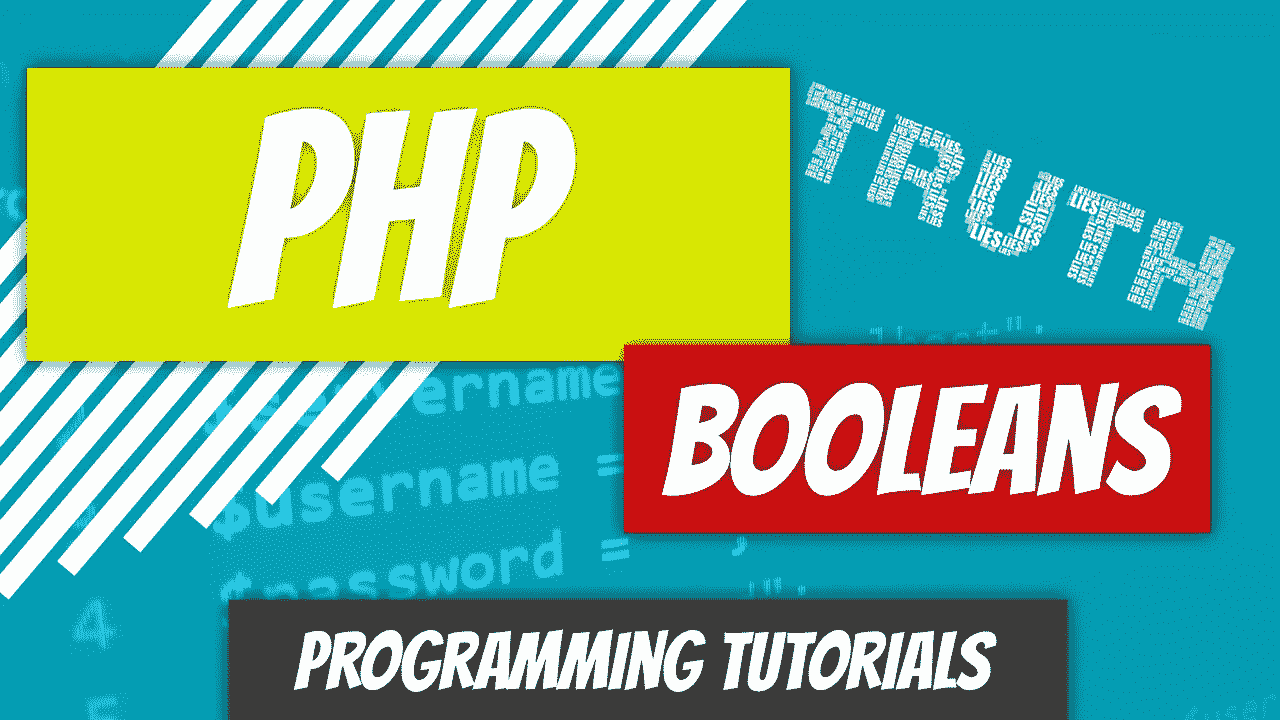 PHP
TRUTH
BOOLEANS
$username =
$password = ";
4
PROGRAMMING TUTORIALS